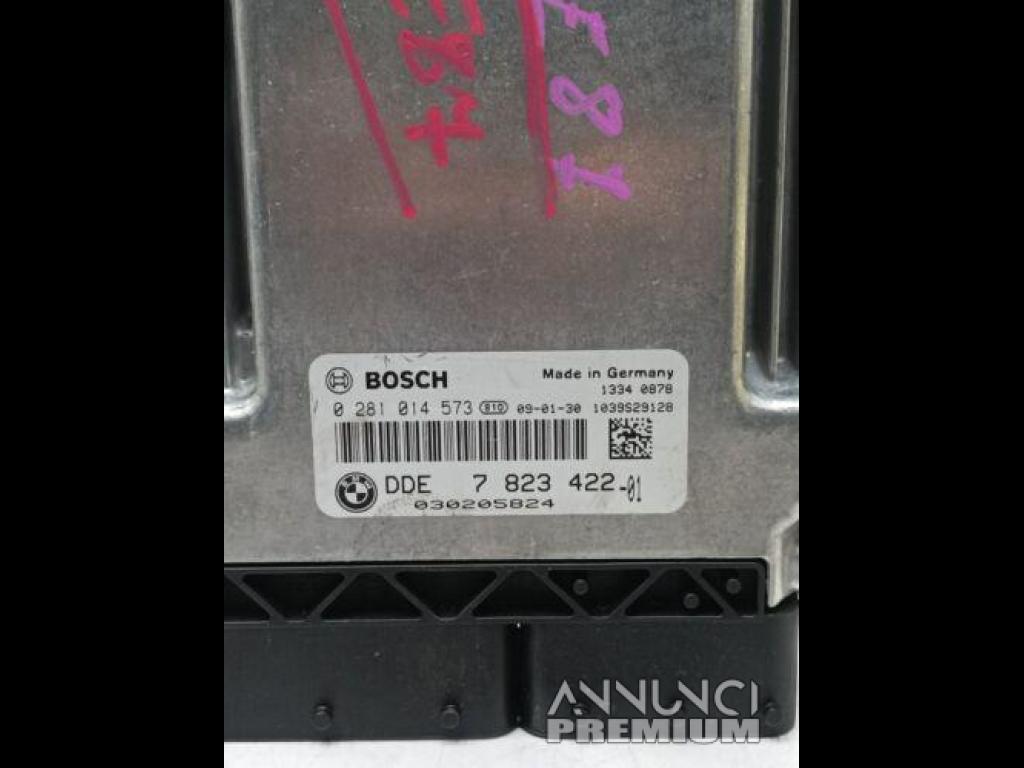 E87
E81
BOSCH
Made in Germany
1334 0878
0 281 014 573 810 09-01-30 1039S29128
DDE 7 823 422-01
030205824
ANNUNCI
PREMIUM